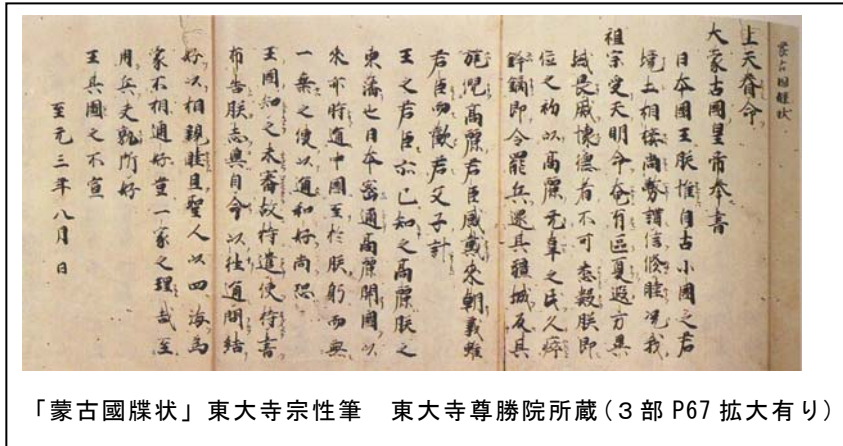 蒙古国牒状
上天眷命
大蒙古國皇帝奉書
日本國王朕惟自古小國之君
境土相接尚務講信修睦況我
祖宗受天明命奄有區夏遐方異
域畏威懷德者不可悉數朕即
位之初以高麗无辜之民久瘁
鋒鏑即令罷兵還其疆域反其
旄倪高麗君臣感戴來朝義雖
君臣而歡若父子計
王之君臣亦已知之高麗朕之
東藩也日本密邇高麗開國以
來亦時通中國至於朕躬而無
一乘之使以通和好尚恐
王國知之未審故特遣使持書
布告朕志冀自今以往通問結
好以相親睦且聖人以四海為
家不相通好豈一家之理哉至
用兵夫孰所好
王其圖之不宣
至元三年八月 日
「蒙古國牒状」東大寺宗性筆 東大寺尊勝院所蔵(3部P67拡大有り)